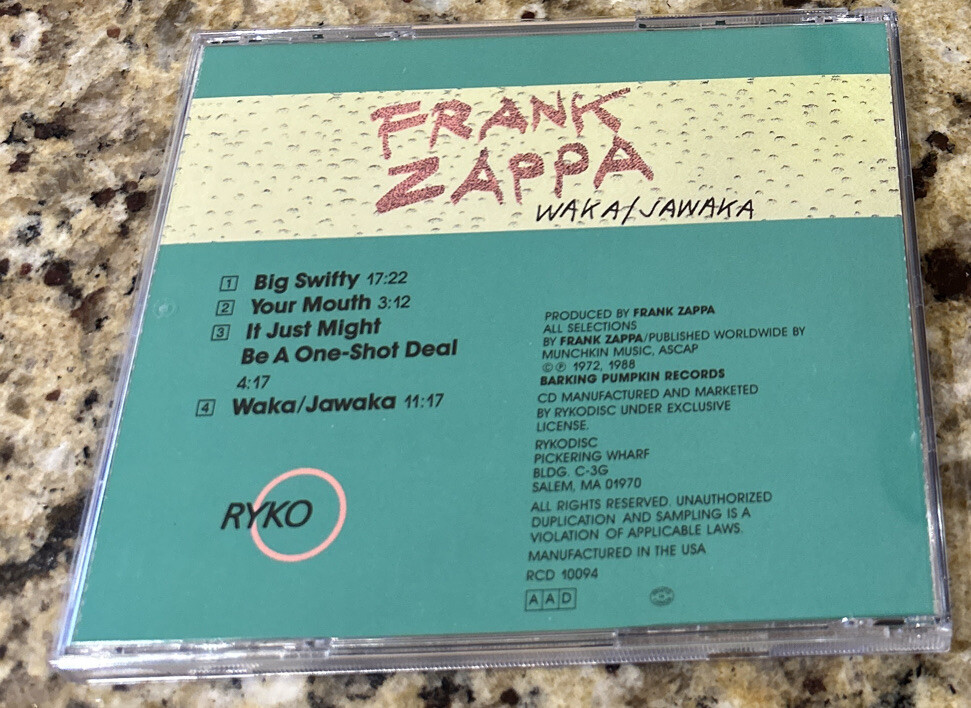 FRANK
ZAPPA
WAKA/JAWAKA
1 Big Swifty 17:22
2 Your Mouth 3:12
3 It Just Might
Be A One-Shot Deal
4:17
4 Waka/Jawaka 11:17
RYKO
PRODUCED BY FRANK ZAPPA
ALL SELECTIONS
BY FRANK ZAPPA/PUBLISHED WORLDWIDE BY
MUNCHKIN MUSIC, ASCAP
©℗ 1972, 1988
BARKING PUMPKIN RECORDS
CD MANUFACTURED AND MARKETED
BY RYKODISC UNDER EXCLUSIVE
LICENSE.
RYKODISC
PICKERING WHARF
BLDG. C-3G
SALEM, MA 01970
ALL RIGHTS RESERVED. UNAUTHORIZED
DUPLICATION AND SAMPLING IS A
VIOLATION OF APPLICABLE LAWS.
MANUFACTURED IN THE USA
RCD 10094
AAD